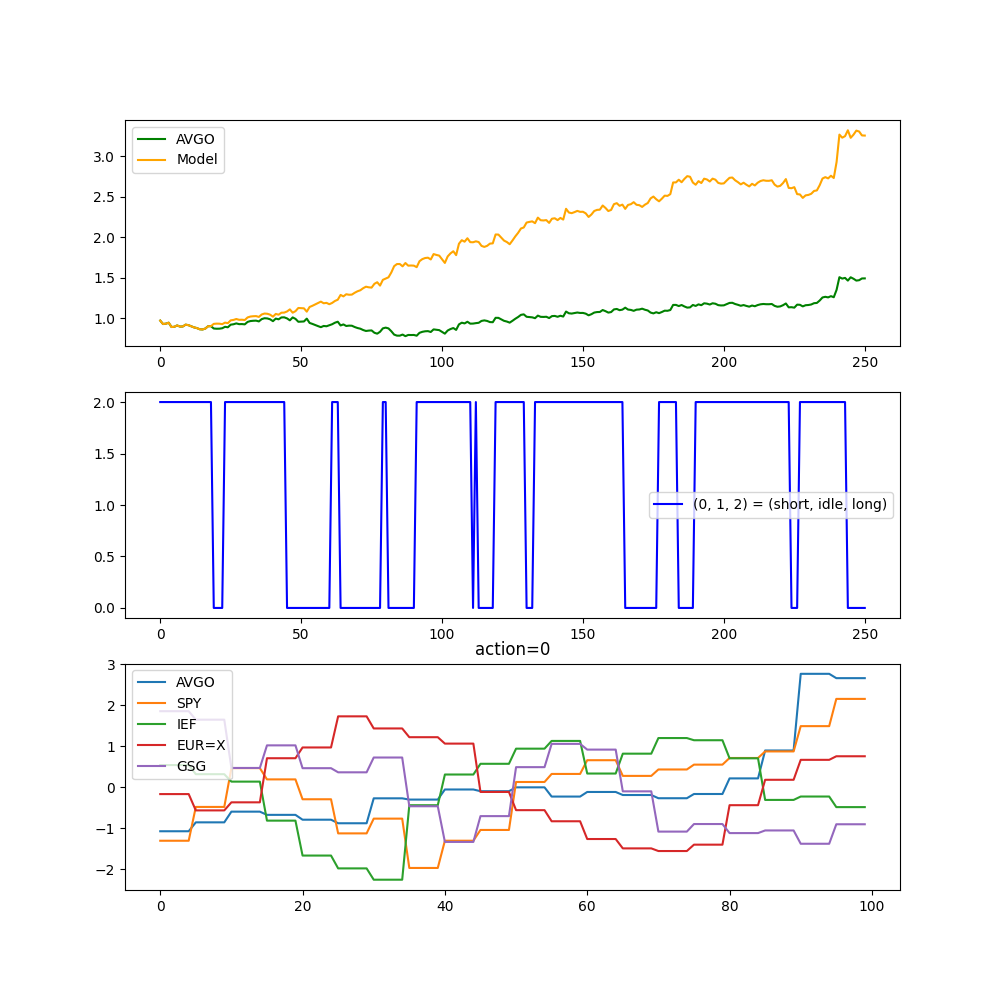 AVGO
Model
3.0
2.5
2.0
1.5
1.0
0 50 100 150 200 250
2.0
1.5
1.0
0.5
0.0
(0, 1, 2) = (short, idle, long)
0 50 100 150 200 250
action=0
3
2
1
0
−1
−2
AVGO
SPY
IEF
EUR=X
GSG
0 20 40 60 80 100